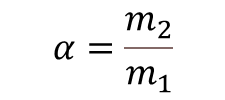 α = m₂/m₁